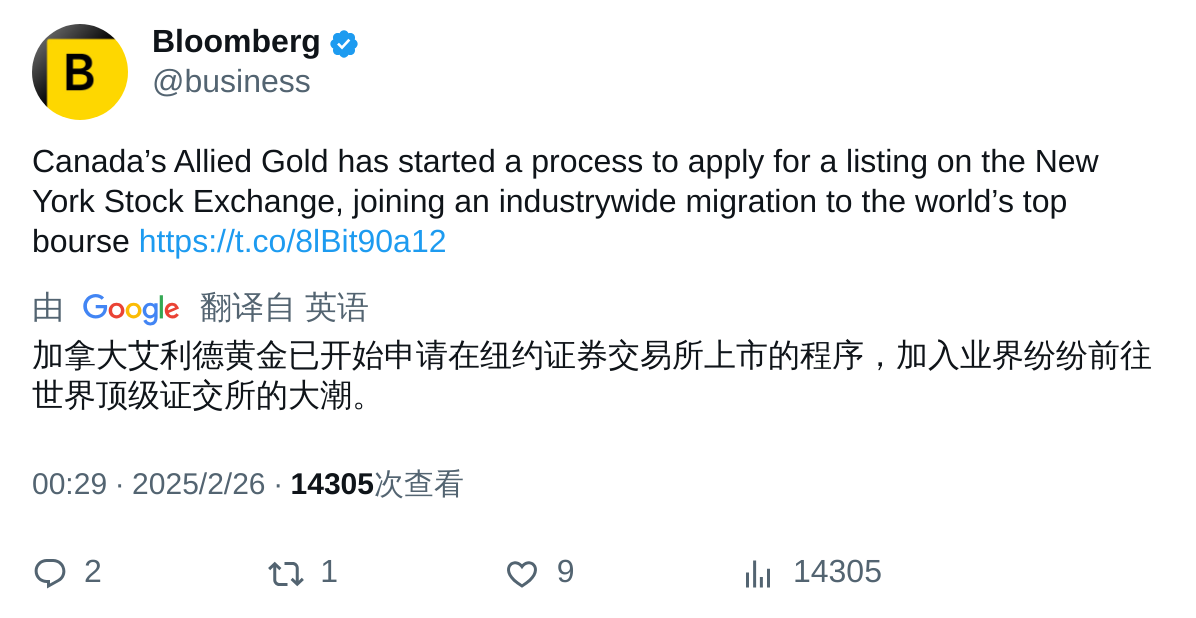 B
Bloomberg
@business
Canada’s Allied Gold has started a process to apply for a listing on the New
York Stock Exchange, joining an industrywide migration to the world’s top
bourse https://t.co/8lBit90a12
由 Google 翻译自 英语
加拿大艾利德黄金已开始申请在纽约证券交易所上市的程序，加入业界纷纷前往
世界顶级证交所的大潮。
00:29 · 2025/2/26 · 14305次查看
2 1 9 14305